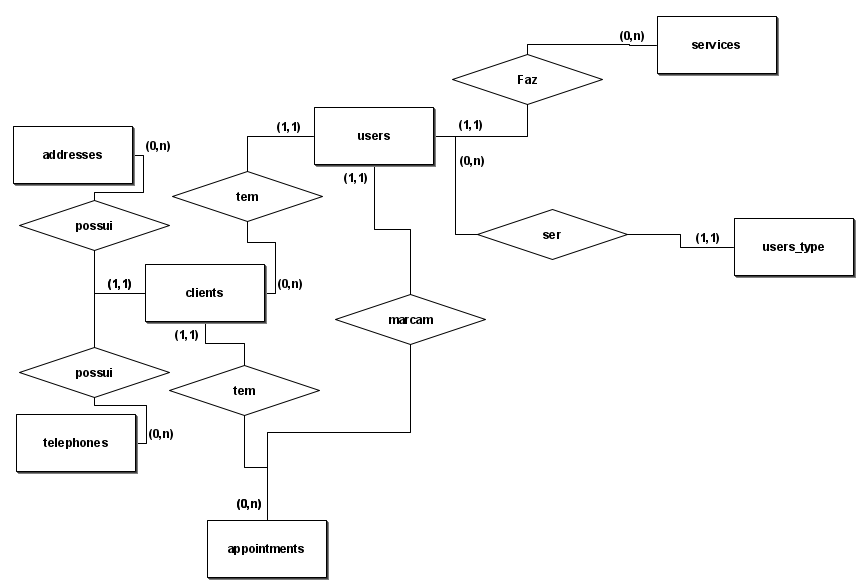 (0,n)
services
Faz
(1,1)
users
(1,1)
(0,n)
addresses
(0,n)
(1,1)
tem
possui
ser
(1,1)
users_type
(1,1)
clients
(0,n)
marcam
(1,1)
possui
tem
telephones
(0,n)
(0,n)
appointments